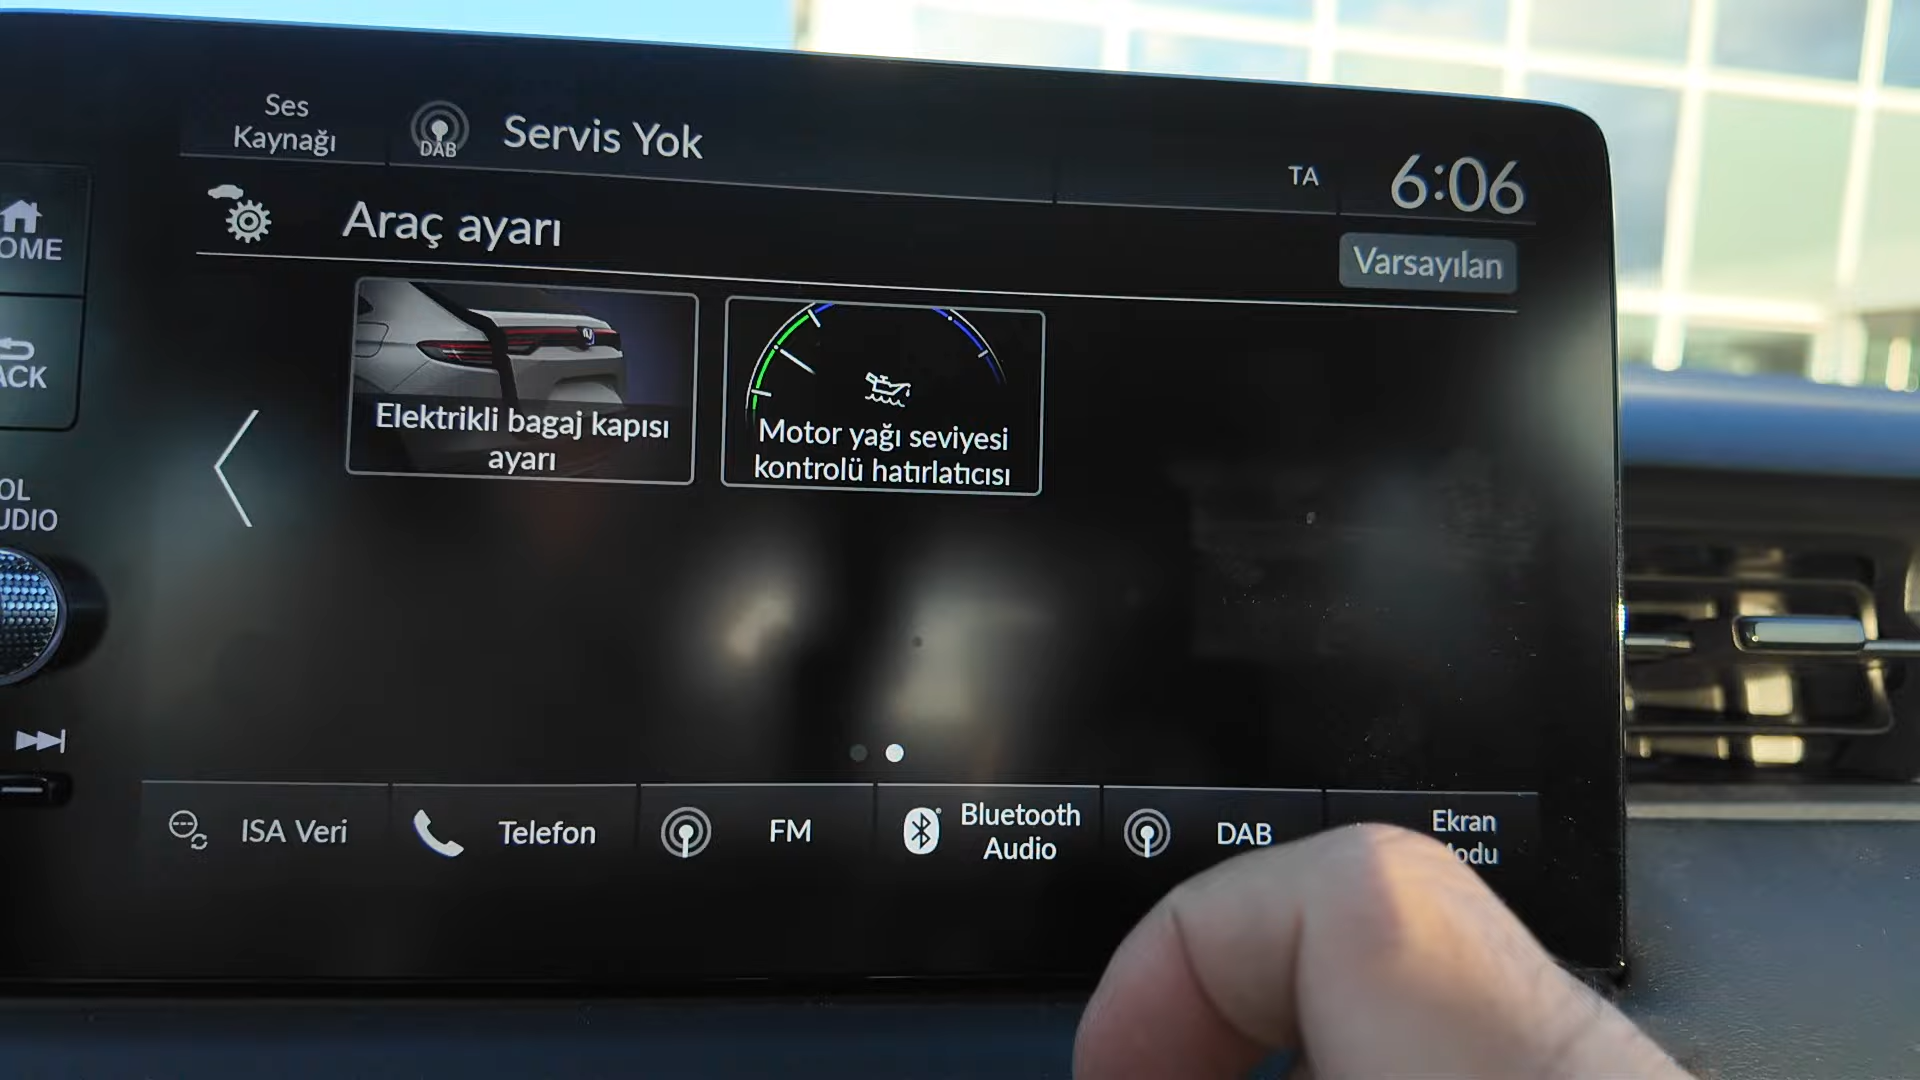 Ses
Kaynağı
DAB
Servis Yok
TA
6:06
Araç ayarı
Varsayılan
Elektrikli bagaj kapısı
ayarı
Motor yağı seviyesi
kontrolü hatırlatıcısı
ISA Veri
Telefon
FM
Bluetooth
Audio
DAB
Ekran